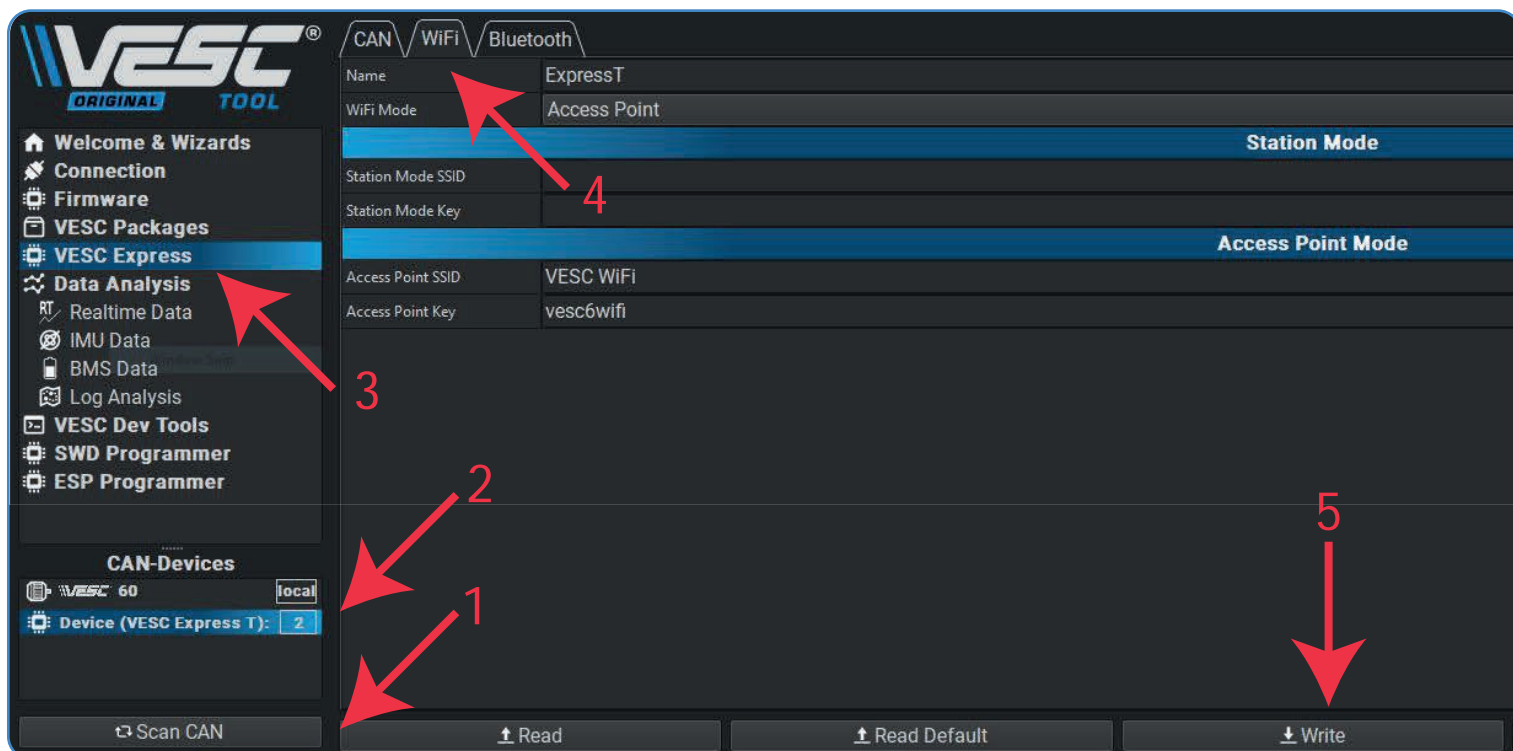 VESC®
ORIGINAL TOOL
Welcome & Wizards
Connection
Firmware
VESC Packages
VESC Express
Data Analysis
RT Realtime Data
IMU Data
BMS Data
Log Analysis
VESC Dev Tools
SWD Programmer
ESP Programmer
CAN-Devices
VESC 60 local
Device (VESC Express T): 2
Scan CAN
CAN WiFi Bluetooth
Name ExpressT
WiFi Mode Access Point
Station Mode
Station Mode SSID
Station Mode Key
Access Point Mode
Access Point SSID VESC WiFi
Access Point Key vesc6wifi
4
3
2
1
5
Read Read Default Write